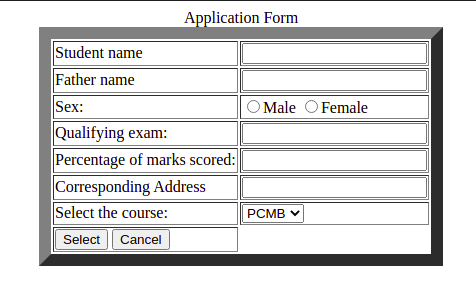 Application Form
Student name
Father name
Sex: Male Female
Qualifying exam:
Percentage of marks scored:
Corresponding Address
Select the course: PCMB
Select Cancel